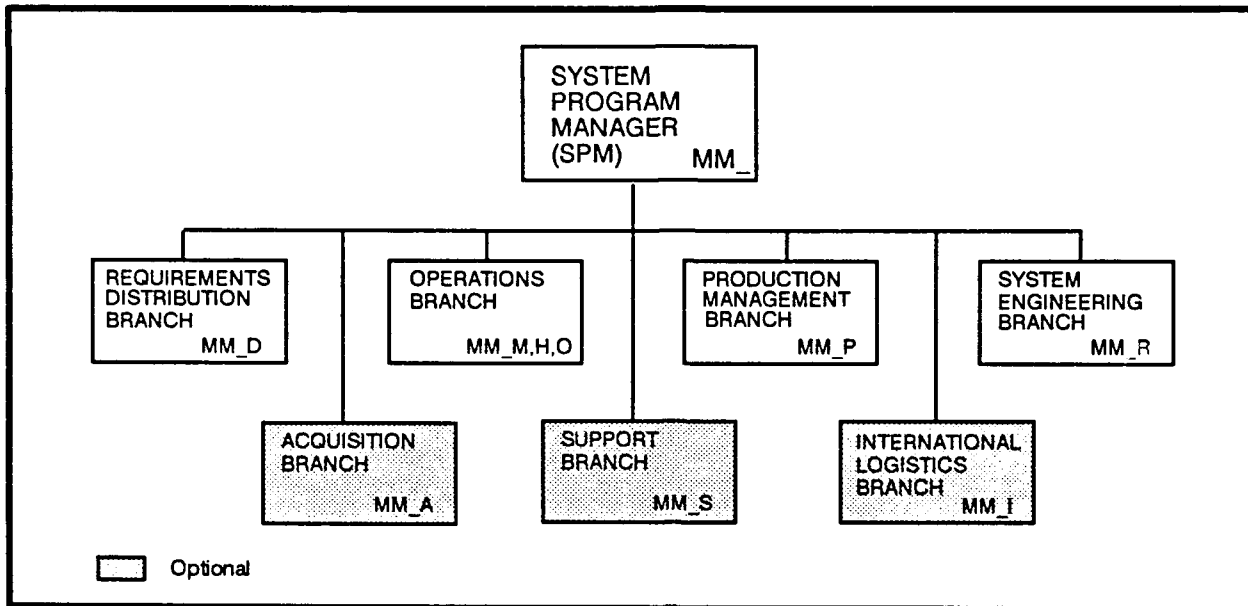 SYSTEM
PROGRAM
MANAGER
(SPM) MM_
REQUIREMENTS
DISTRIBUTION
BRANCH
MM_D
OPERATIONS
BRANCH
MM_M,H,O
PRODUCTION
MANAGEMENT
BRANCH
MM_P
SYSTEM
ENGINEERING
BRANCH
MM_R
ACQUISITION
BRANCH
MM_A
SUPPORT
BRANCH
MM_S
INTERNATIONAL
LOGISTICS
BRANCH
MM_I
Optional